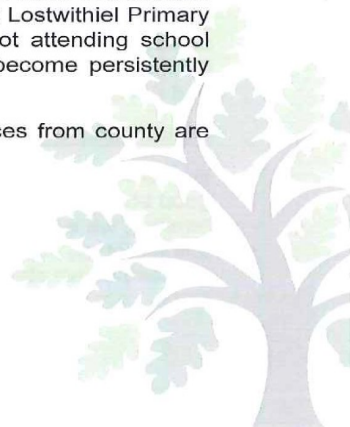 Lostwithiel Primary
ot attending school
become persistently
ces from county are